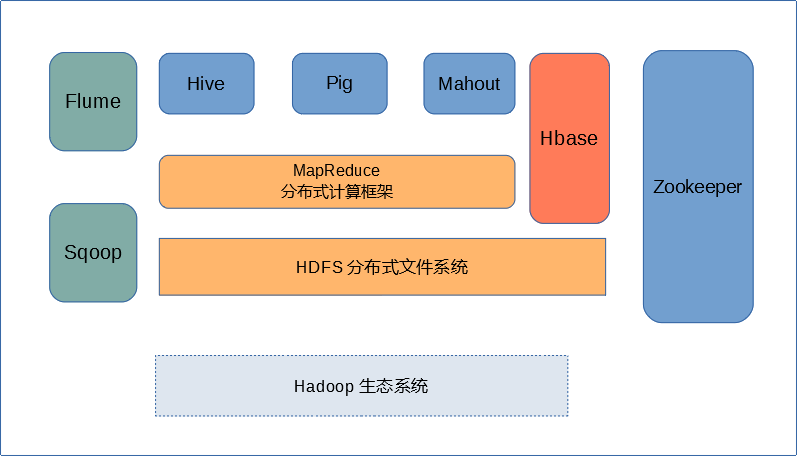 Flume
Hive
Pig
Mahout
Hbase
Zookeeper
MapReduce
分布式计算框架
Sqoop
HDFS 分布式文件系统
Hadoop 生态系统